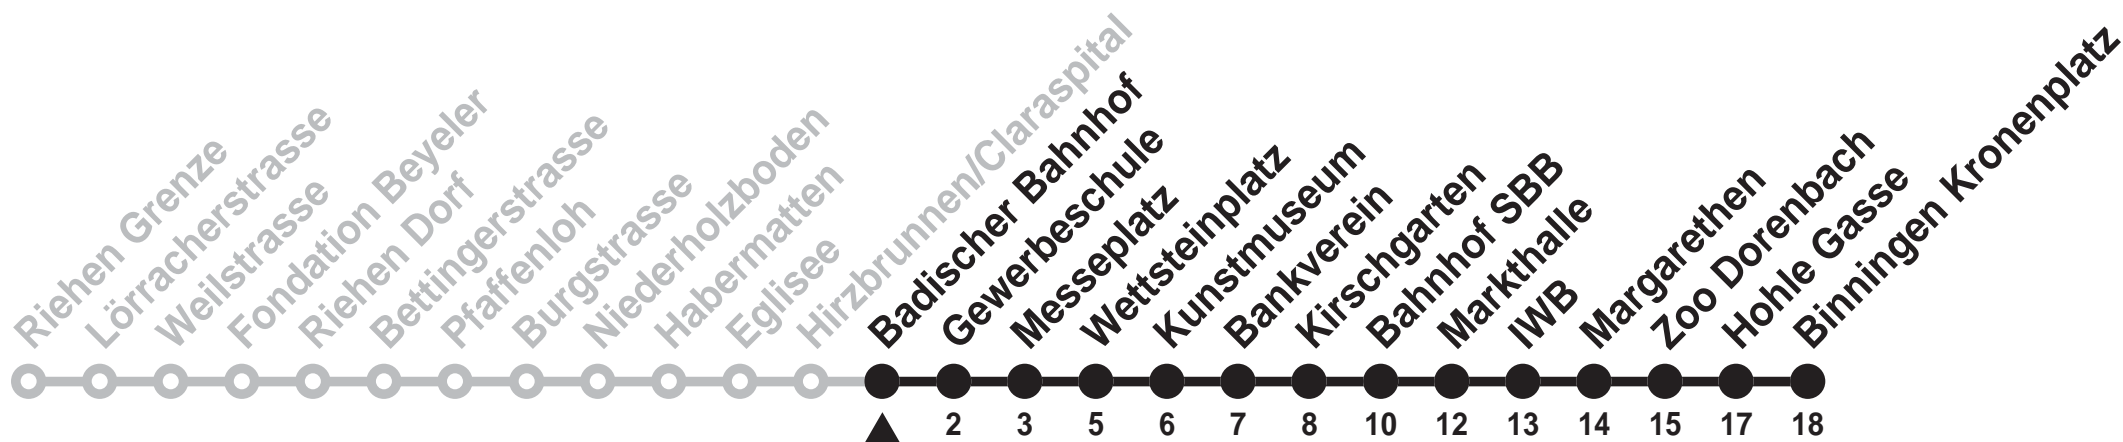 Riehen Grenze
Lörracherstrasse
Weilstrasse
Fondation Beyeler
Riehen Dorf
Bettingerstrasse
Pfaffenloh
Burgstrasse
Niederholzboden
Habermatten
Eglisee
Hirzbrunnen/Claraspital
Badischer Bahnhof
Gewerbeschule
Messeplatz
Wettsteinplatz
Kunstmuseum
Bankverein
Kirschgarten
Bahnhof SBB
Markthalle
IWB
Margarethen
Zoo Dorenbach
Hohle Gasse
Binningen Kronenplatz
2 3 5 6 7 8 10 12 13 14 15 17 18